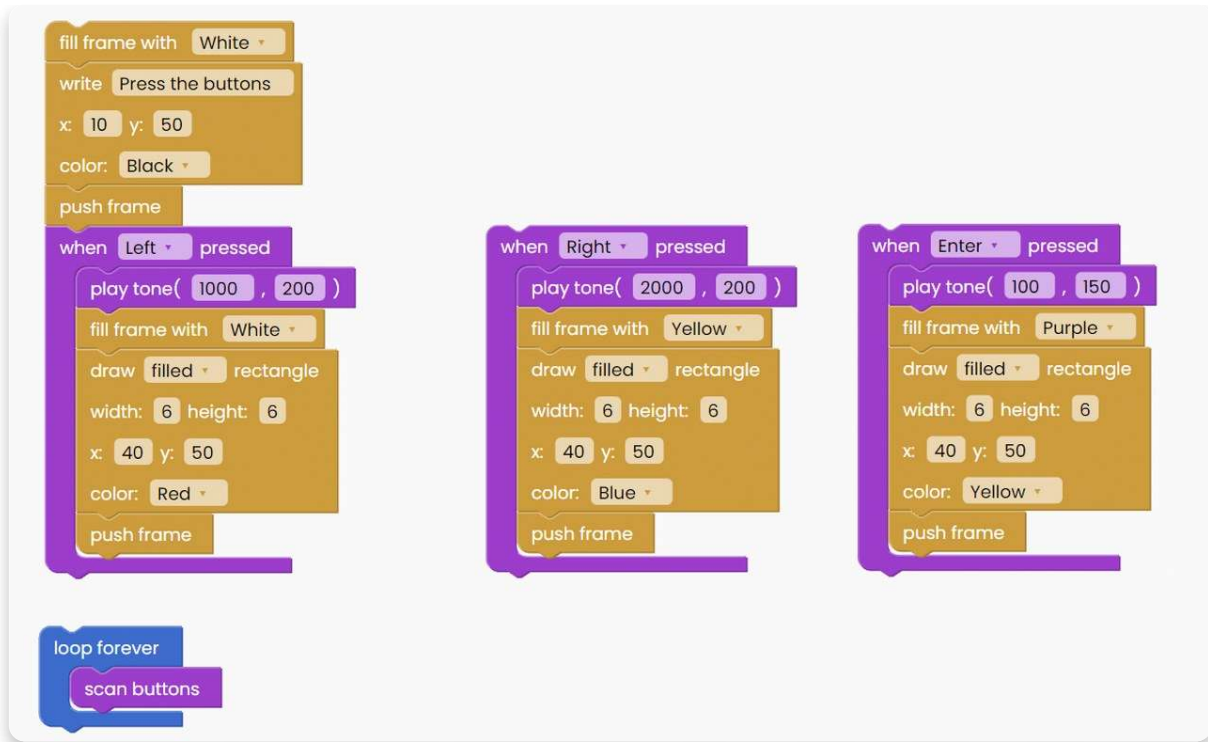 fill frame with White
write Press the buttons
x: 10 y: 50
color: Black
push frame
when Left pressed
play tone( 1000 , 200 )
fill frame with White
draw filled rectangle
width: 6 height: 6
x: 40 y: 50
color: Red
push frame
when Right pressed
play tone( 2000 , 200 )
fill frame with Yellow
draw filled rectangle
width: 6 height: 6
x: 40 y: 50
color: Blue
push frame
when Enter pressed
play tone( 100 , 150 )
fill frame with Purple
draw filled rectangle
width: 6 height: 6
x: 40 y: 50
color: Yellow
push frame
loop forever
scan buttons